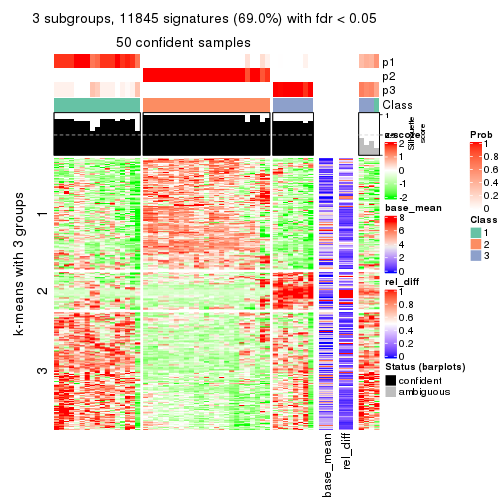 3 subgroups, 11845 signatures (69.0%) with fdr < 0.05
50 confident samples
p1
p2
p3
Class
1
Silhouette
score
k-means with 3 groups
1
2
3
z-score
2
1
0
-1
-2
base_mean
8
6
4
2
0
rel_diff
1
0.8
0.6
0.4
0.2
0
Status (barplots)
confident
ambiguous
Prob
1
0.8
0.6
0.4
0.2
0
Class
1
2
3
base_mean
rel_diff